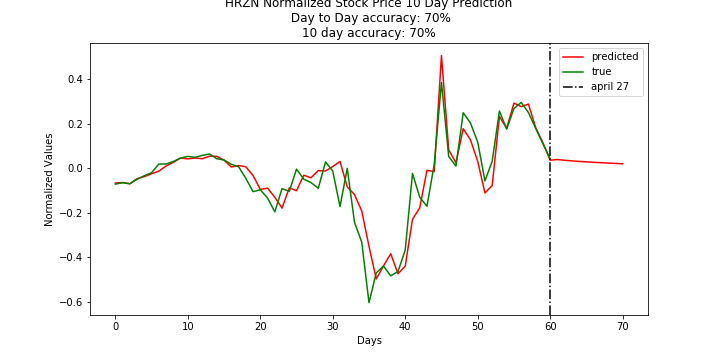 HRZN Normalized Stock Price 10 Day Prediction
Day to Day accuracy: 70%
10 day accuracy: 70%
predicted
true
april 27
Normalized Values
0.4
0.2
0.0
−0.2
−0.4
−0.6
0 10 20 30 40 50 60 70
Days